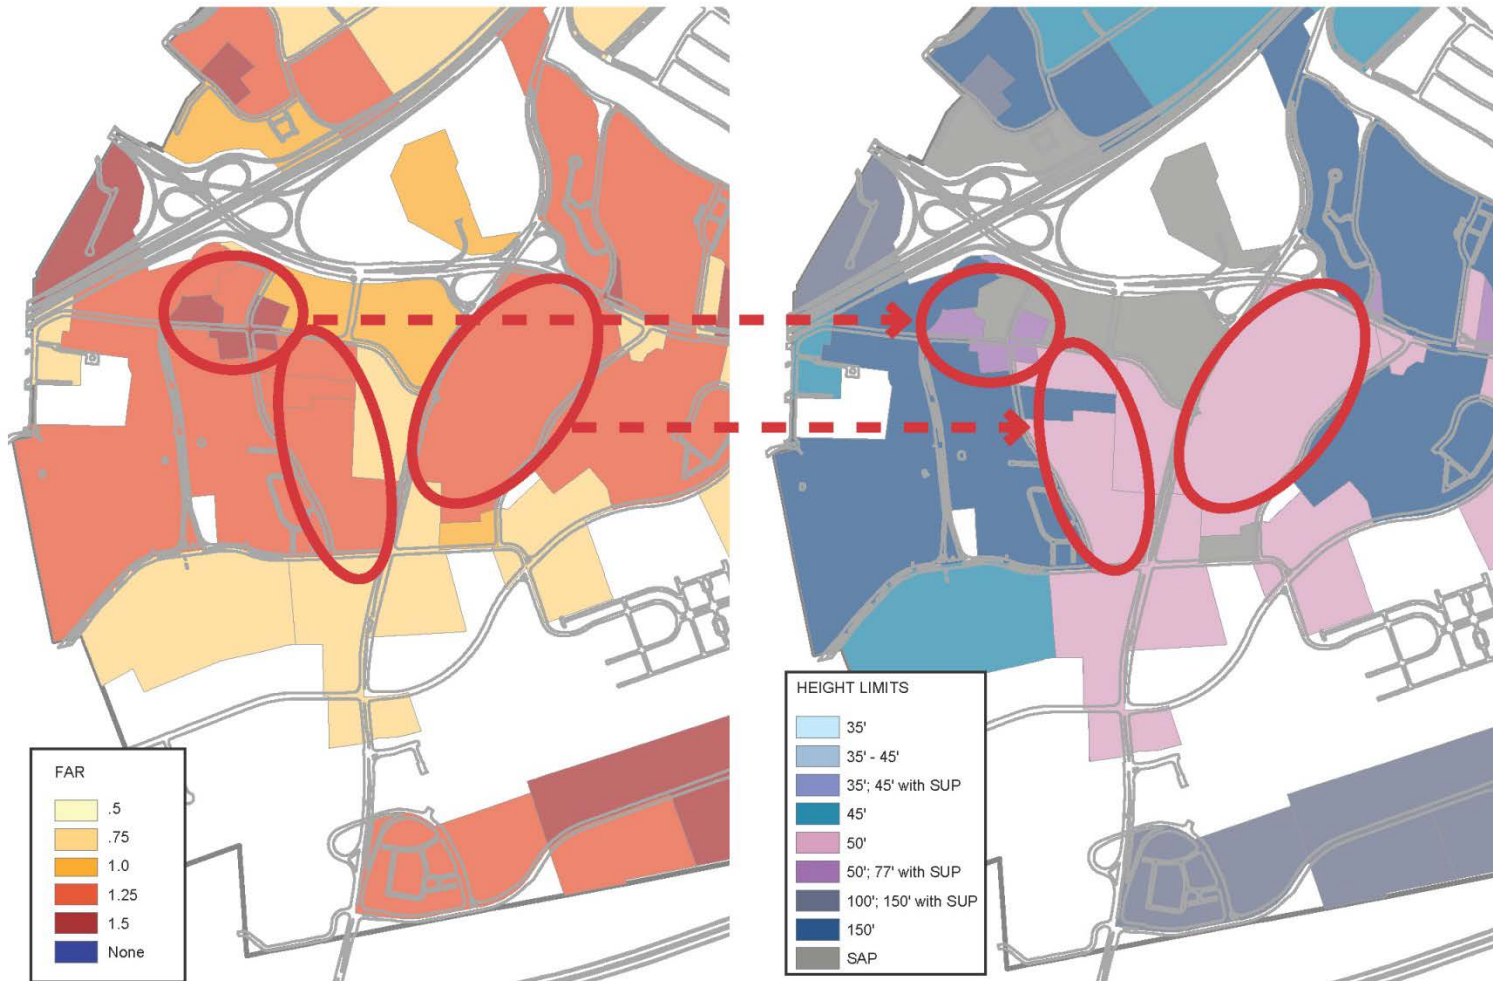 FAR
.5
.75
1.0
1.25
1.5
None
HEIGHT LIMITS
35'
35' - 45'
35'; 45' with SUP
45'
50'
50'; 77' with SUP
100'; 150' with SUP
150'
SAP